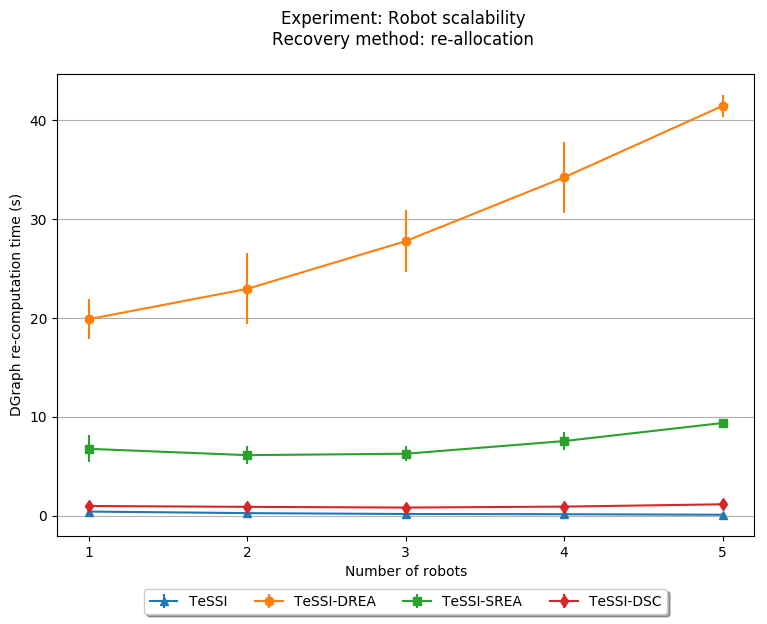 Experiment: Robot scalability
Recovery method: re-allocation
DGraph re-computation time (s)
40
30
20
10
0
1 2 3 4 5
Number of robots
TeSSI TeSSI-DREA TeSSI-SREA TeSSI-DSC